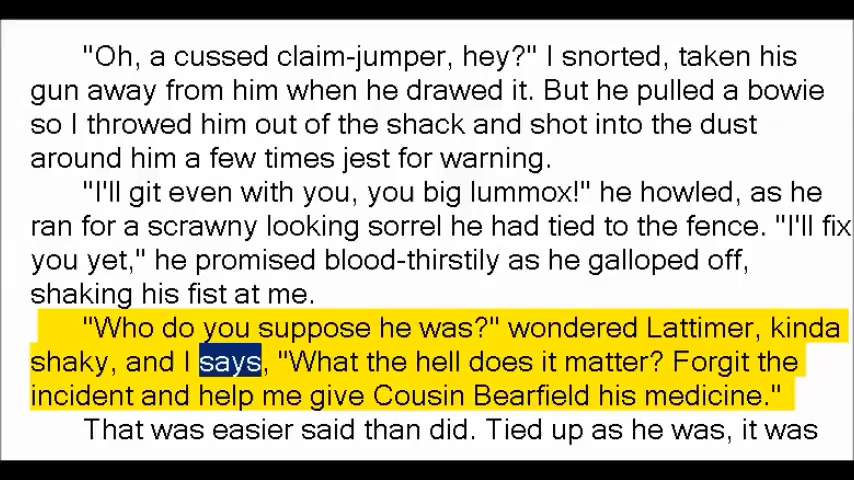 "Oh, a cussed claim-jumper, hey?" I snorted, taken his
gun away from him when he drawed it. But he pulled a bowie
so I throwed him out of the shack and shot into the dust
around him a few times jest for warning.
"I'll git even with you, you big lummox!" he howled, as he
ran for a scrawny looking sorrel he had tied to the fence. "I'll fix
you yet," he promised blood-thirstily as he galloped off,
shaking his fist at me.
"Who do you suppose he was?" wondered Lattimer, kinda
shaky, and I says, "What the hell does it matter? Forgit the
incident and help me give Cousin Bearfield his medicine."
That was easier said than did. Tied up as he was, it was